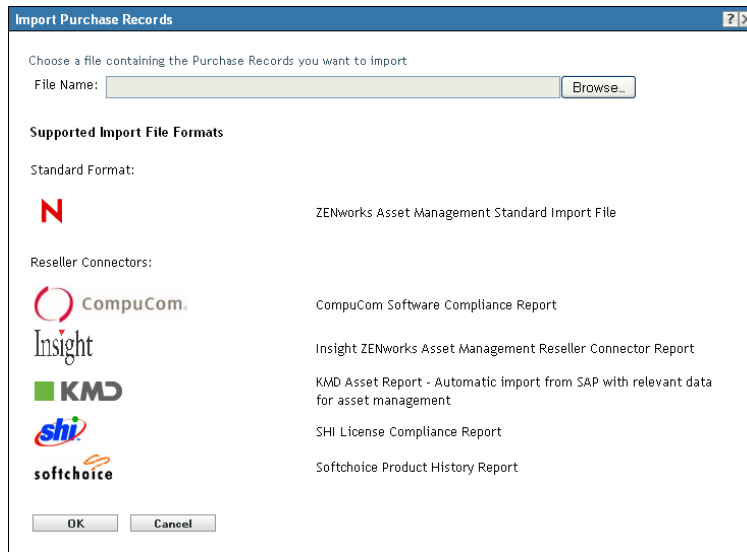 Import Purchase Records ? X
Choose a file containing the Purchase Records you want to import
File Name: Browse...
Supported Import File Formats
Standard Format:
N ZENworks Asset Management Standard Import File
Reseller Connectors:
CompuCom. CompuCom Software Compliance Report
Insight Insight ZENworks Asset Management Reseller Connector Report
KMD KMD Asset Report - Automatic import from SAP with relevant data
for asset management
shi SHI License Compliance Report
softchoice Softchoice Product History Report
OK Cancel